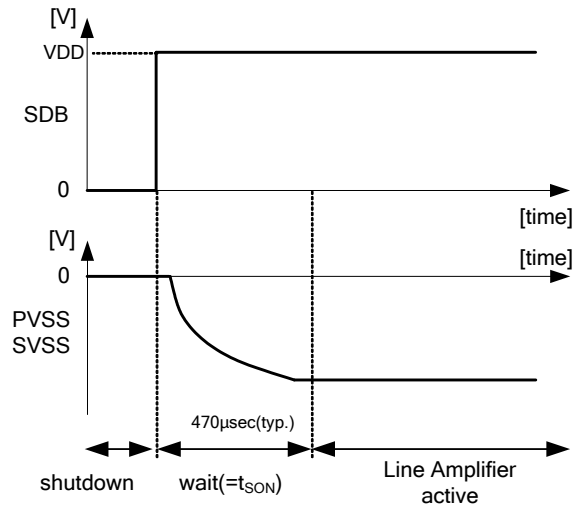 [V]
VDD
SDB
0
[time]
[V]
[time]
0
PVSS
SVSS
470μsec(typ.)
shutdown
wait(=tSON)
Line Amplifier
active